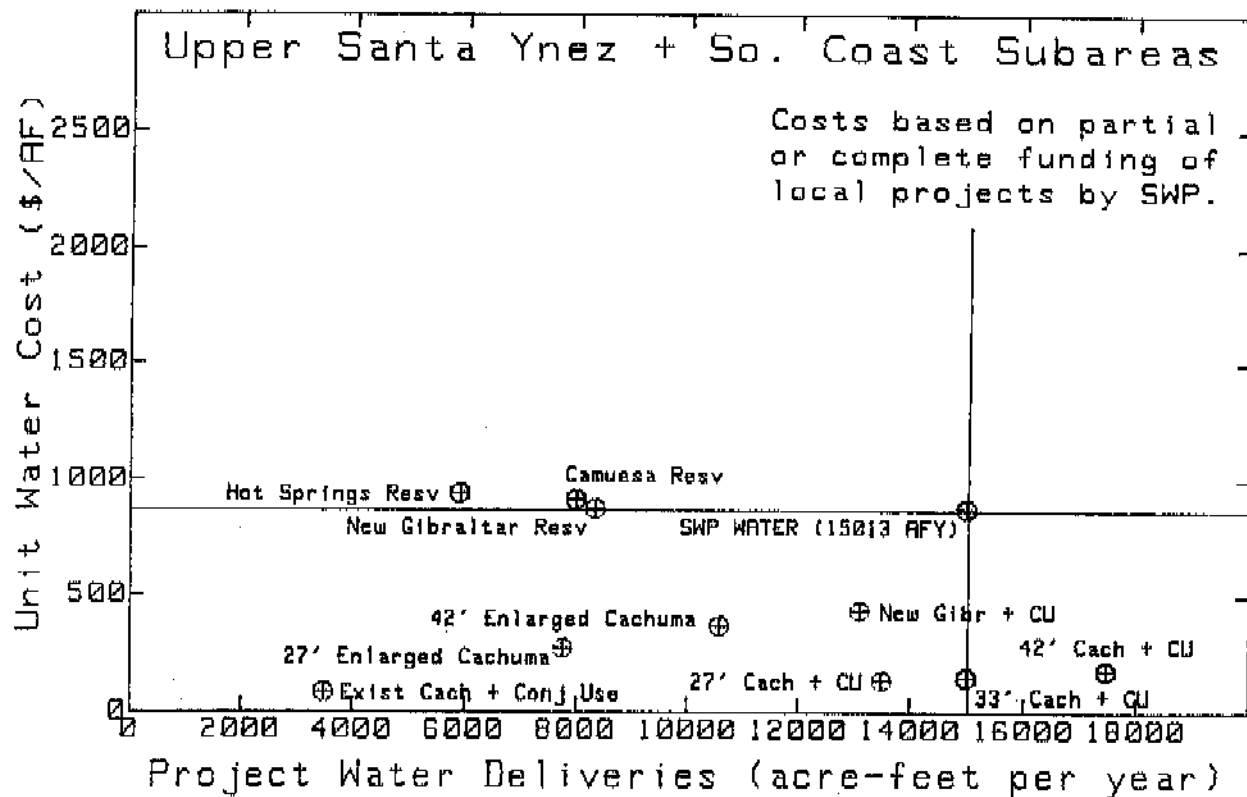 Upper Santa Ynez + So. Coast Subareas
Costs based on partial
or complete funding of
local projects by SWP.
Unit Water Cost ($/AF)
2500
2000
1500
1000
500
0
Camuesa Resv
Hot Springs Resv
New Gibraltar Resv
SWP WATER (15013 AFY)
42' Enlarged Cachuma
New Gibr + CU
27' Enlarged Cachuma
42' Cach + CU
Exist Cach + Conj Use
27' Cach + CU
33' Cach + CU
0 2000 4000 6000 8000 10000 12000 14000 16000 18000
Project Water Deliveries (acre-feet per year)